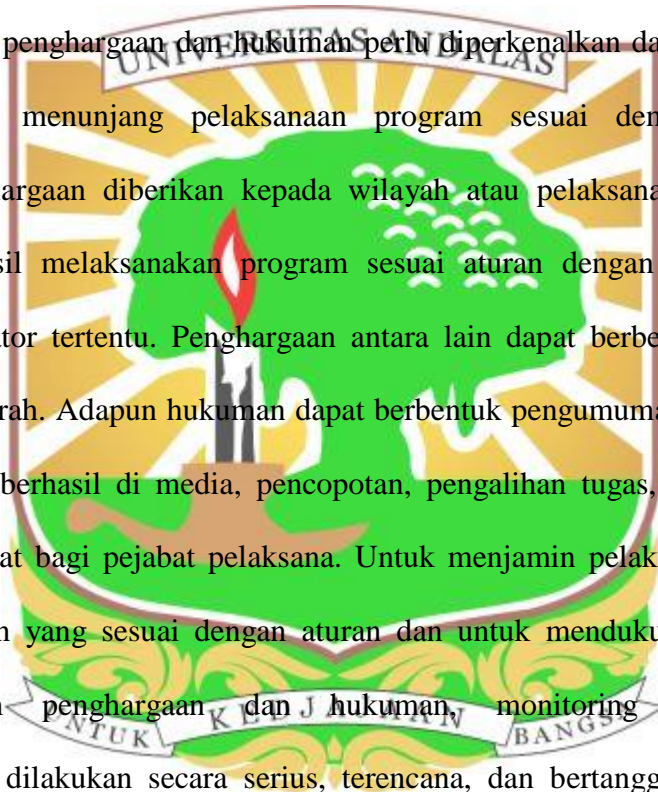 penghargaan dan hukuman perlu diperkenalkan da
UNIVERSITAS ANDALAS
menunjang pelaksanaan program sesuai den
argaan diberikan kepada wilayah atau pelaksana
sil melaksanakan program sesuai aturan dengan
tor tertentu. Penghargaan antara lain dapat berbe
rah. Adapun hukuman dapat berbentuk pengumuma
berhasil di media, pencopotan, pengalihan tugas,
at bagi pejabat pelaksana. Untuk menjamin pelak
n yang sesuai dengan aturan dan untuk menduku
penghargaan dan hukuman, monitoring
NTUK KEDJAJAAN BANGS
dilakukan secara serius, terencana, dan bertangg